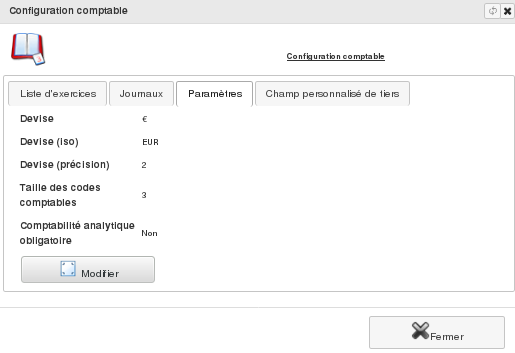 Configuration comptable
Configuration comptable
Liste d'exercices Journaux Paramètres Champ personnalisé de tiers
Devise €
Devise (iso) EUR
Devise (précision) 2
Taille des codes
comptables 3
Comptabilité analytique
obligatoire Non
Modifier
Fermer